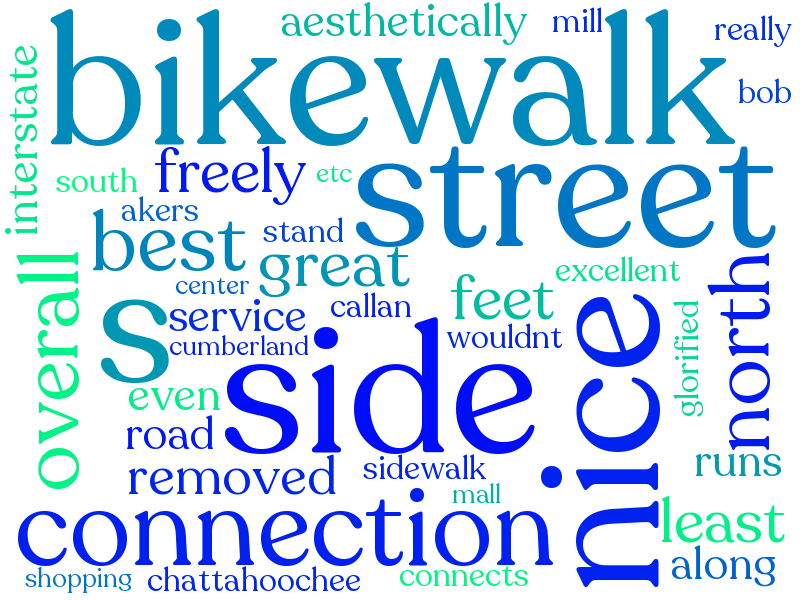 aesthetically
mill
really
bikewalk
bob
interstate
south
freely
etc
street
akers
best
stand
great
center
excellent
overall
north
s
service
callan
feet
wouldnt
cumberland
side
nice
glorified
even
road
removed
sidewalk
runs
mall
connection
least
along
shopping
chattahoochee
connects